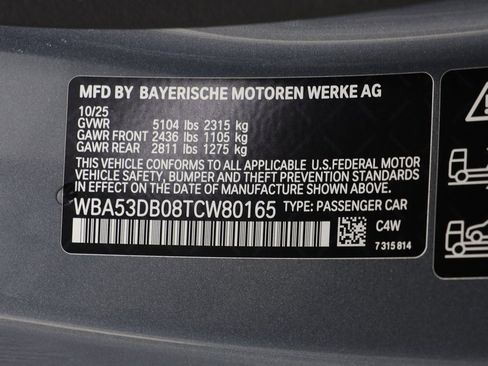 MFD BY BAYERISCHE MOTOREN WERKE AG
10/25
GVWR 5104 lbs 2315 kg
GAWR FRONT 2436 lbs 1105 kg
GAWR REAR 2811 lbs 1275 kg
THIS VEHICLE CONFORMS TO ALL APPLICABLE U.S.FEDERAL MOTOR
VEHICLE SAFETY, BUMPER AND THEFT PREVENTION STANDARDS
IN EFFECT ON THE DATE OF MANUFACTURE SHOWN ABOVE.
WBA53DB08TCW80165 TYPE: PASSENGER CAR
C4W
7 315 814